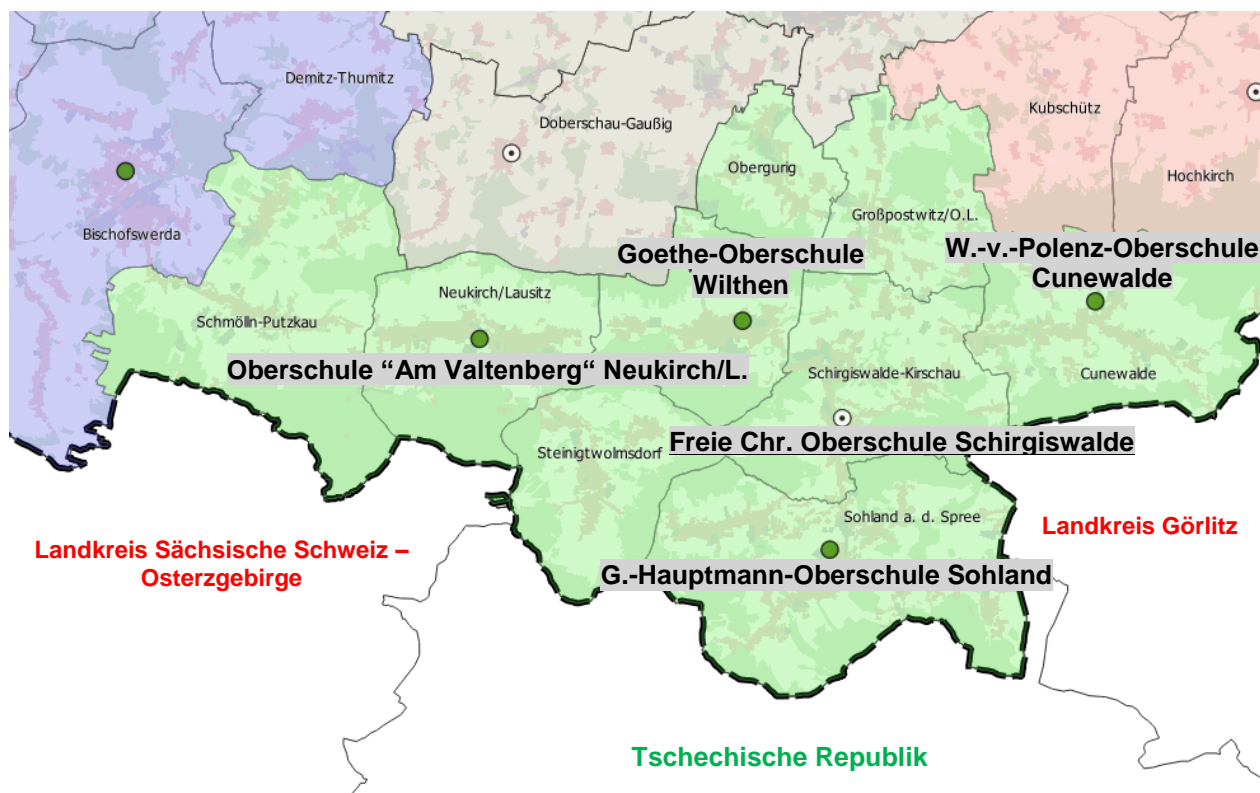 Demitz-Thumitz
Kubschütz
Doberschau-Gaußig
Obergurig
Hochkirch
Großpostwitz/O.L.
Bischofswerda
Goethe-Oberschule
Wilthen
W.-v.-Polenz-Oberschule
Cunewalde
Neukirch/Lausitz
Schmölln-Putzkau
Oberschule “Am Valtenberg“ Neukirch/L.
Schirgiswalde-Kirschau
Cunewalde
Steinigtwolmsdorf
Freie Chr. Oberschule Schirgiswalde
Sohland a. d. Spree
Landkreis Görlitz
Landkreis Sächsische Schweiz –
Osterzgebirge
G.-Hauptmann-Oberschule Sohland
Tschechische Republik